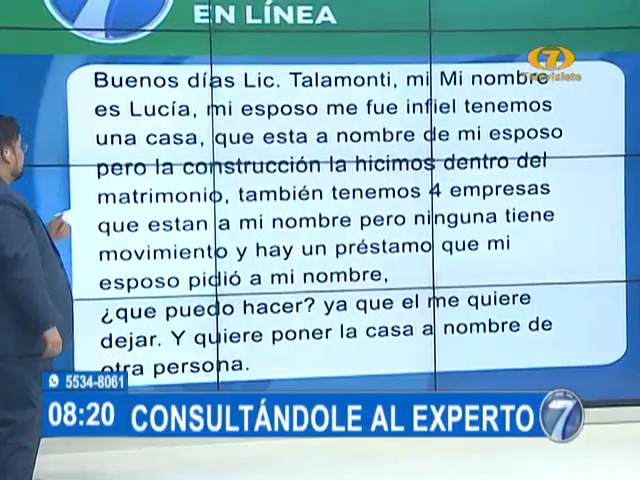 EN LÍNEA
7
Televisiete
Buenos días Lic. Talamonti, mi Mi nombre
es Lucía, mi esposo me fue infiel tenemos
una casa, que esta a nombre de mi esposo
pero la construcción la hicimos dentro del
matrimonio, también tenemos 4 empresas
que estan a mi nombre pero ninguna tiene
movimiento y hay un préstamo que mi
esposo pidió a mi nombre,
¿que puedo hacer? ya que el me quiere
dejar. Y quiere poner la casa a nombre de
otra persona.
5534-8061
08:20 CONSULTÁNDOLE AL EXPERTO 7